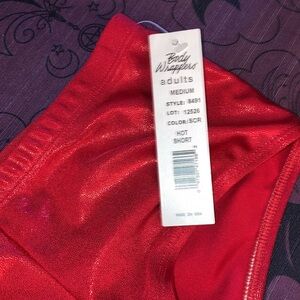 Body
Wrappers
adults
MEDIUM
STYLE: 8491
LOT: 12526
COLOR: SCR
HOT
SHORT
MADE IN USA